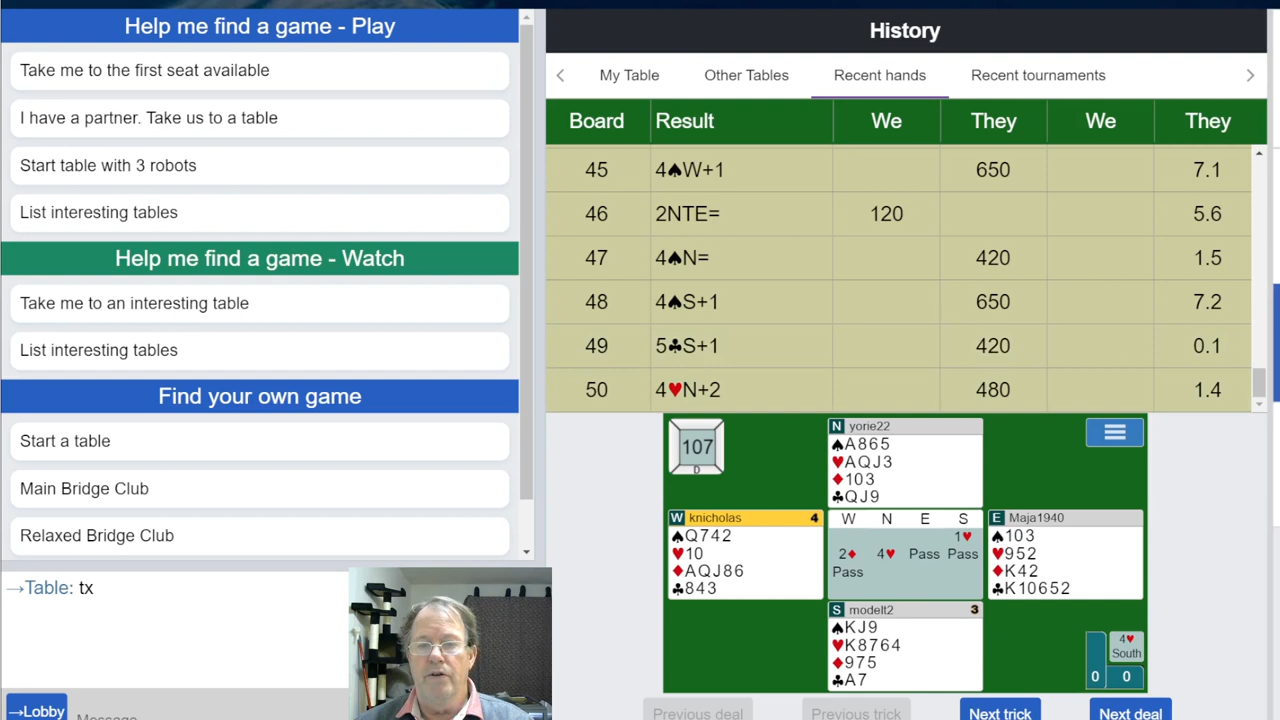 Help me find a game - Play
Take me to the first seat available
I have a partner. Take us to a table
Start table with 3 robots
List interesting tables
Help me find a game - Watch
Take me to an interesting table
List interesting tables
Find your own game
Start a table
Main Bridge Club
Relaxed Bridge Club
→Table: tx
→Lobby
Message
History
My Table Other Tables Recent hands Recent tournaments
Board Result We They We They
45 4♠W+1 650 7.1
46 2NTE= 120 5.6
47 4♠N= 420 1.5
48 4♠S+1 650 7.2
49 5♣S+1 420 0.1
50 4♥N+2 480 1.4
107
D
N yorie22
♠A865
♥AQJ3
♦103
♣QJ9
W knicholas 4
♠Q742
♥10
♦AQJ86
♣843
W N E S
1♥
2♦ 4♥ Pass Pass
Pass
E Maja1940
♠103
♥952
♦K42
♣K10652
S modelt2 3
♠KJ9
♥K8764
♦975
♣A7
4♥
South
0 0
Previous deal Previous trick Next trick Next deal